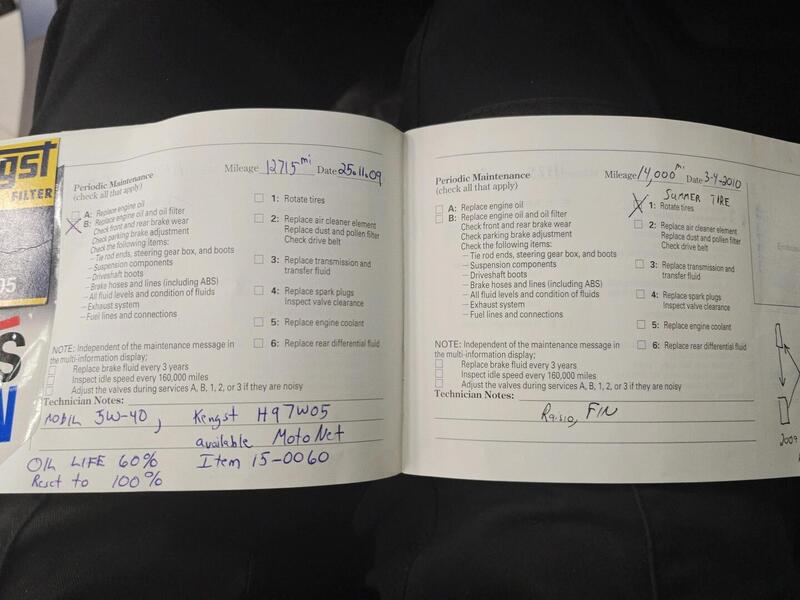 gst
FILTER
05
S
N
Mileage 12715 mi Date 25.11.09
Periodic Maintenance
(check all that apply)
A: Replace engine oil
B: Replace engine oil and oil filter
Check front and rear brake wear
Check parking brake adjustment
Check the following items:
– Tie rod ends, steering gear box, and boots
– Suspension components
– Driveshaft boots
– Brake hoses and lines (including ABS)
– All fluid levels and condition of fluids
– Exhaust system
– Fuel lines and connections
1: Rotate tires
2: Replace air cleaner element
Replace dust and pollen filter
Check drive belt
3: Replace transmission and
transfer fluid
4: Replace spark plugs
Inspect valve clearance
5: Replace engine coolant
6: Replace rear differential fluid
NOTE: Independent of the maintenance message in
the multi-information display;
Replace brake fluid every 3 years
Inspect idle speed every 160,000 miles
Adjust the valves during services A, B, 1, 2, or 3 if they are noisy
Technician Notes:
Mobil 5W-40, Kengst H97W05
available MotoNet
OIL LIFE 60% Item 15-0060
Reset to 100%
Mileage 14,000 mi Date 3-4-2010
Periodic Maintenance
(check all that apply)
SUMMER TIRE
A: Replace engine oil
B: Replace engine oil and oil filter
Check front and rear brake wear
Check parking brake adjustment
Check the following items:
– Tie rod ends, steering gear box, and boots
– Suspension components
– Driveshaft boots
– Brake hoses and lines (including ABS)
– All fluid levels and condition of fluids
– Exhaust system
– Fuel lines and connections
1: Rotate tires
2: Replace air cleaner element
Replace dust and pollen filter
Check drive belt
3: Replace transmission and
transfer fluid
4: Replace spark plugs
Inspect valve clearance
5: Replace engine coolant
6: Replace rear differential fluid
NOTE: Independent of the maintenance message in
the multi-information display;
Replace brake fluid every 3 years
Inspect idle speed every 160,000 miles
Adjust the valves during services A, B, 1, 2, or 3 if they are noisy
Technician Notes:
Raisio, FIN
2009